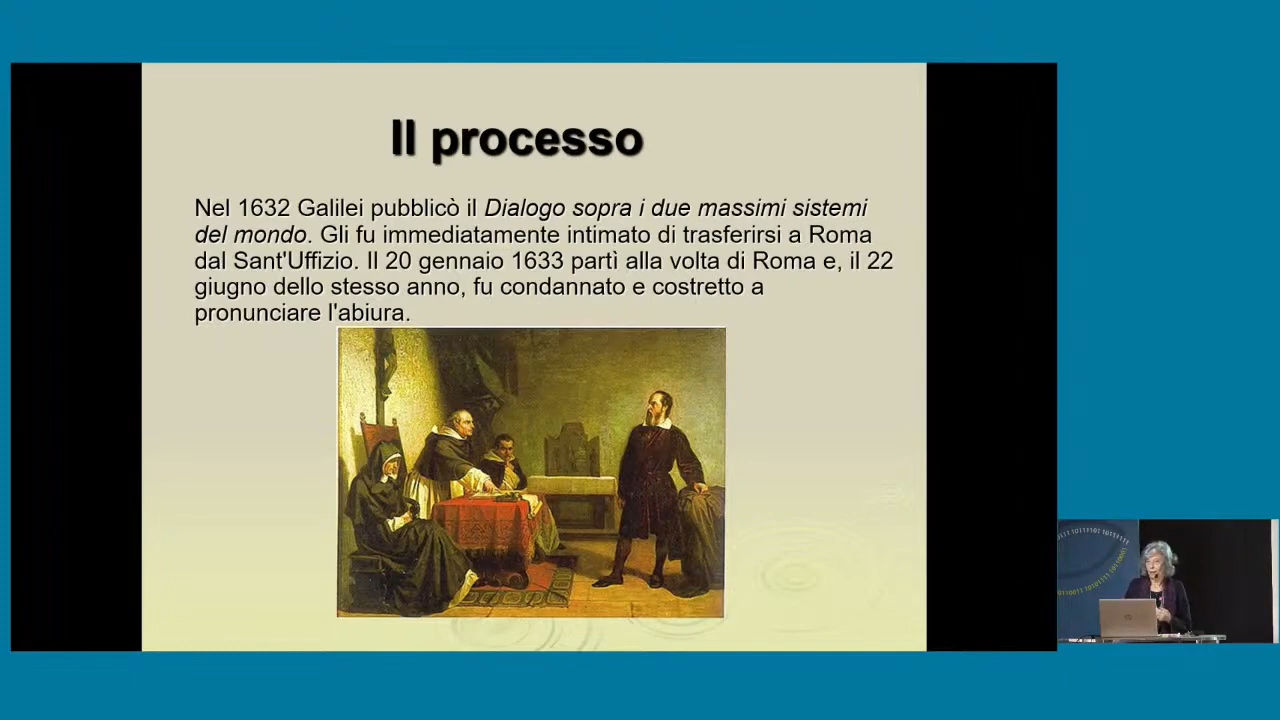 Il processo
Nel 1632 Galilei pubblicò il Dialogo sopra i due massimi sistemi
del mondo. Gli fu immediatamente intimato di trasferirsi a Roma
dal Sant'Uffizio. Il 20 gennaio 1633 partì alla volta di Roma e, il 22
giugno dello stesso anno, fu condannato e costretto a
pronunciare l'abiura.